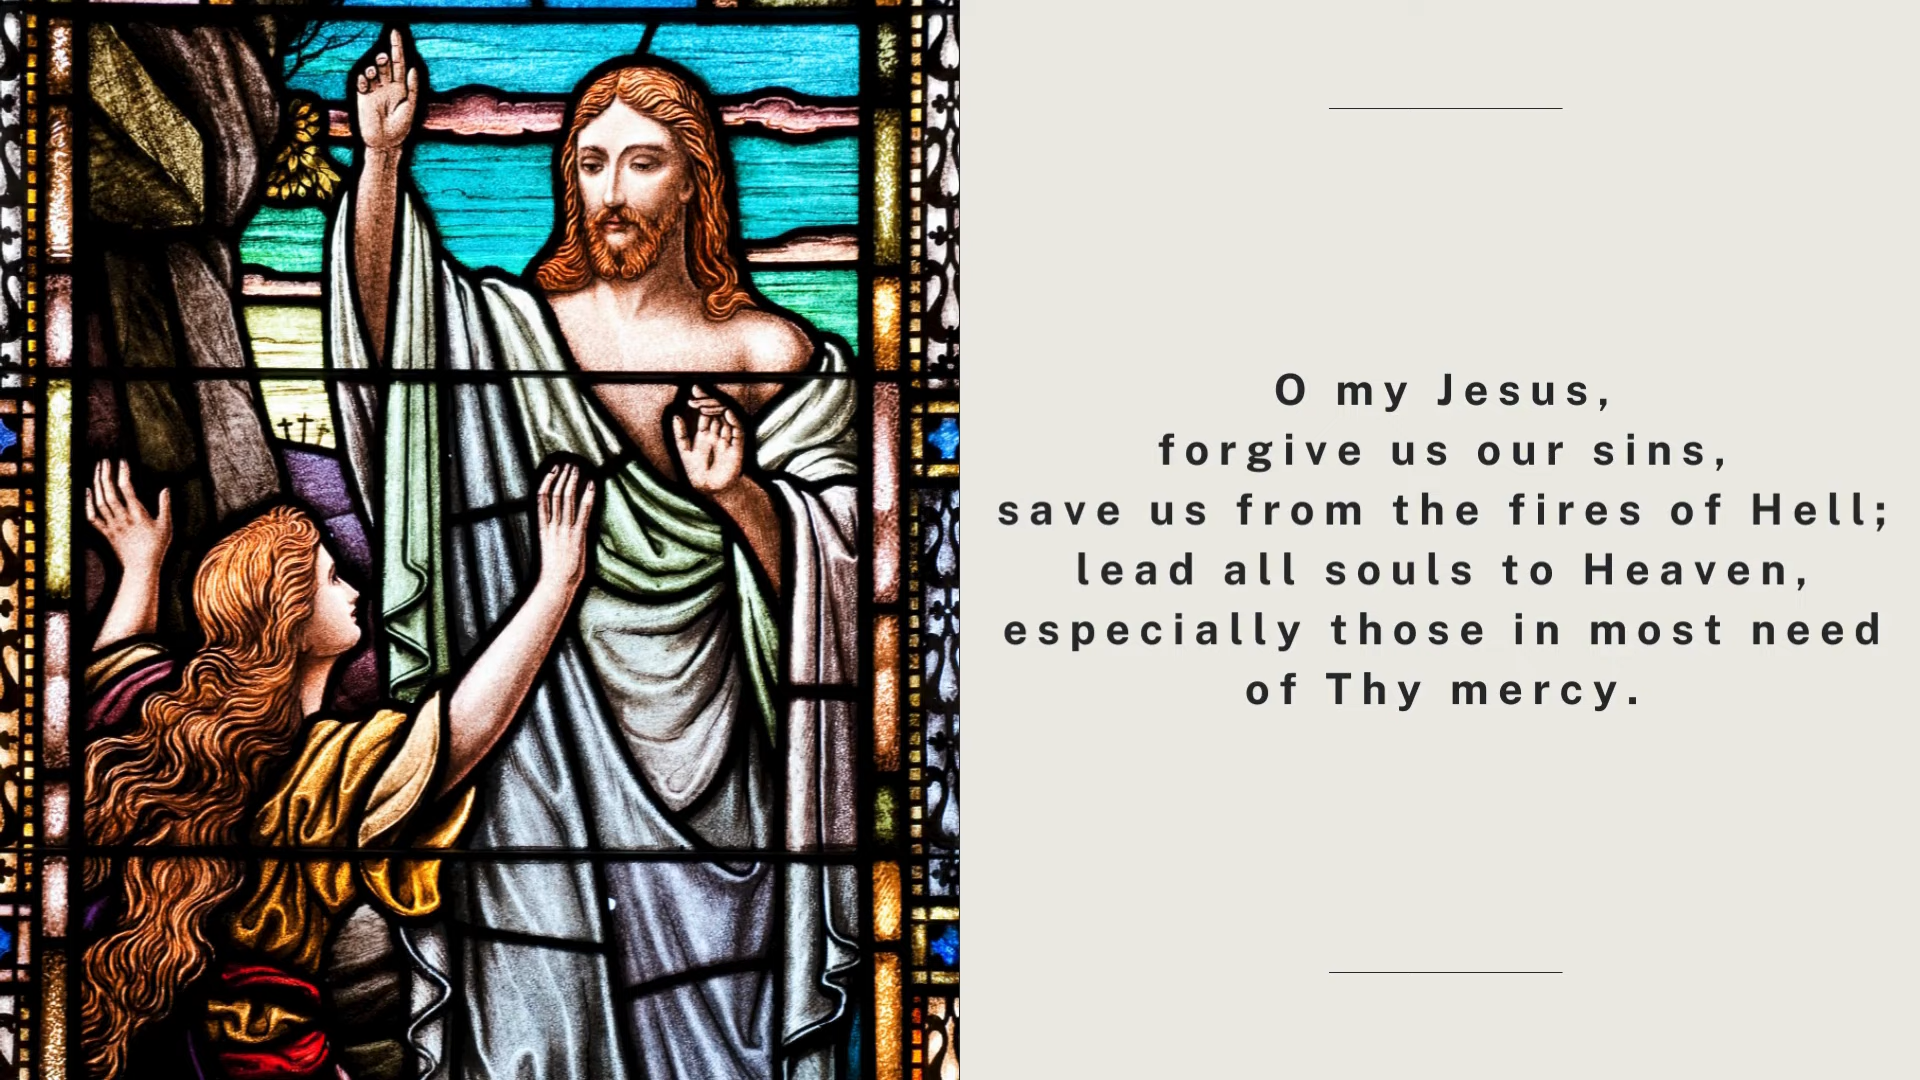 O my Jesus,
forgive us our sins,
save us from the fires of Hell;
lead all souls to Heaven,
especially those in most need
of Thy mercy.